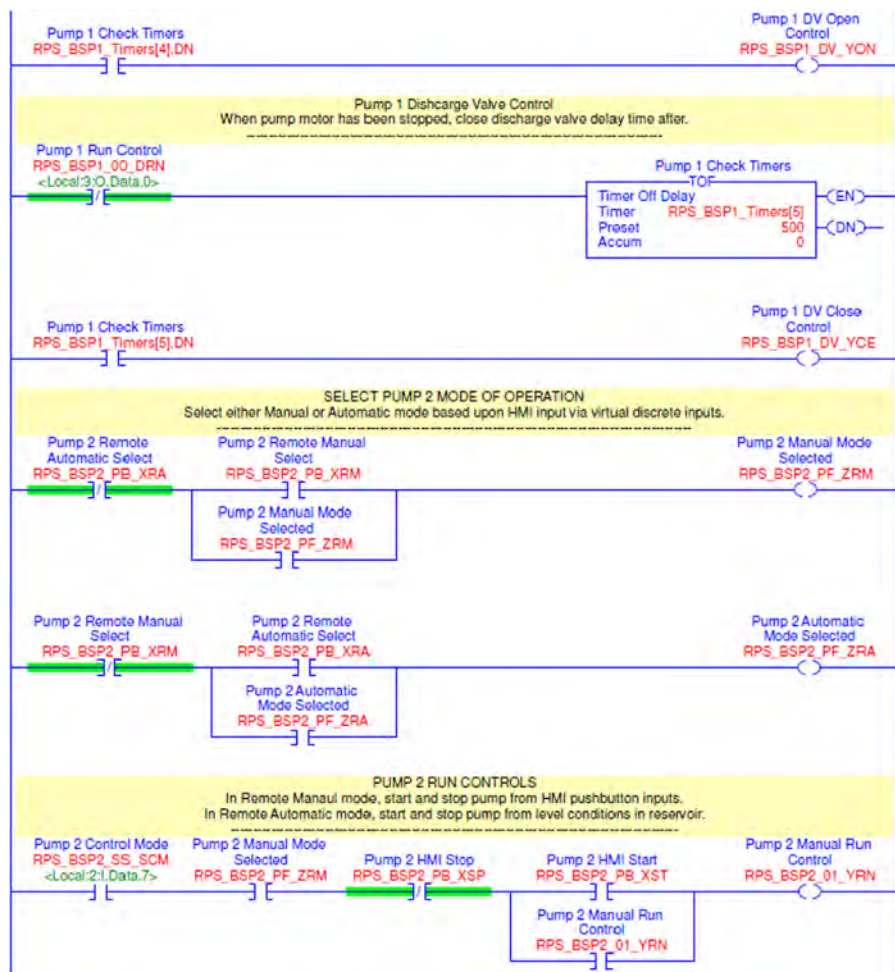 Pump 1 Check Timers
RPS_BSP1_Timers[4].DN
Pump 1 DV Open
Control
RPS_BSP1_DV_YON
Pump 1 Dishcarge Valve Control
When pump motor has been stopped, close discharge valve delay time after.
Pump 1 Run Control
RPS_BSP1_00_DRN
<Local:3:O.Data.0>
Pump 1 Check Timers
TOF
Timer Off Delay
Timer RPS_BSP1_Timers[5]
Preset 500
Accum 0
EN
DN
Pump 1 Check Timers
RPS_BSP1_Timers[5].DN
Pump 1 DV Close
Control
RPS_BSP1_DV_YCE
SELECT PUMP 2 MODE OF OPERATION
Select either Manual or Automatic mode based upon HMI input via virtual discrete inputs.
Pump 2 Remote
Automatic Select
RPS_BSP2_PB_XRA
Pump 2 Remote Manual
Select
RPS_BSP2_PB_XRM
Pump 2 Manual Mode
Selected
RPS_BSP2_PF_ZRM
Pump 2 Manual Mode
Selected
RPS_BSP2_PF_ZRM
Pump 2 Remote Manual
Select
RPS_BSP2_PB_XRM
Pump 2 Remote
Automatic Select
RPS_BSP2_PB_XRA
Pump 2 Automatic
Mode Selected
RPS_BSP2_PF_ZRA
Pump 2 Automatic
Mode Selected
RPS_BSP2_PF_ZRA
PUMP 2 RUN CONTROLS
In Remote Manaul mode, start and stop pump from HMI pushbutton inputs.
In Remote Automatic mode, start and stop pump from level conditions in reservoir.
Pump 2 Control Mode
RPS_BSP2_SS_SCM
<Local:2:I.Data.7>
Pump 2 Manual Mode
Selected
RPS_BSP2_PF_ZRM
Pump 2 HMI Stop
RPS_BSP2_PB_XSP
Pump 2 HMI Start
RPS_BSP2_PB_XST
Pump 2 Manual Run
Control
RPS_BSP2_01_YRN
Pump 2 Manual Run
Control
RPS_BSP2_01_YRN